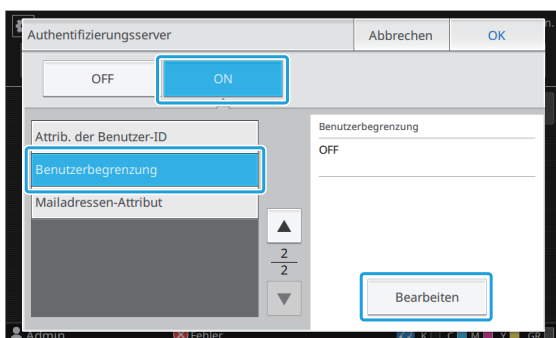 Authentifizierungsserver
Abbrechen
OK
OFF
ON
Attrib. der Benutzer-ID
Benutzerbegrenzung
Mailadressen-Attribut
2
2
Benutzerbegrenzung
OFF
Bearbeiten
Admin
Fehler
K
C
M
Y
GR